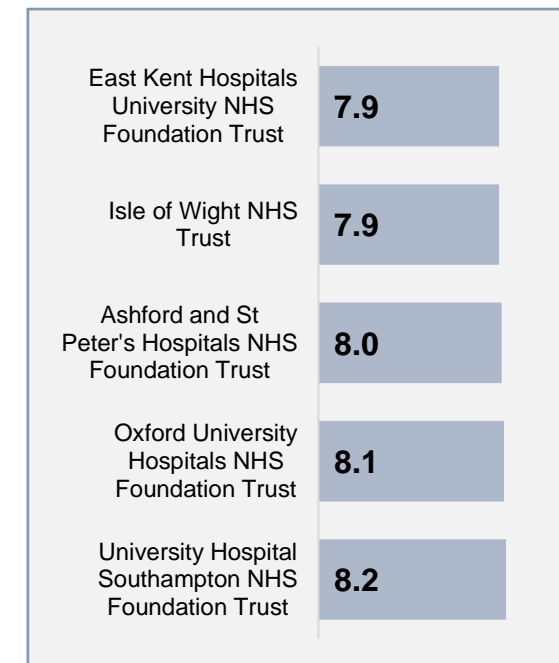 East Kent Hospitals
University NHS
Foundation Trust
7.9
Isle of Wight NHS
Trust
7.9
Ashford and St
Peter's Hospitals NHS
Foundation Trust
8.0
Oxford University
Hospitals NHS
Foundation Trust
8.1
University Hospital
Southampton NHS
Foundation Trust
8.2